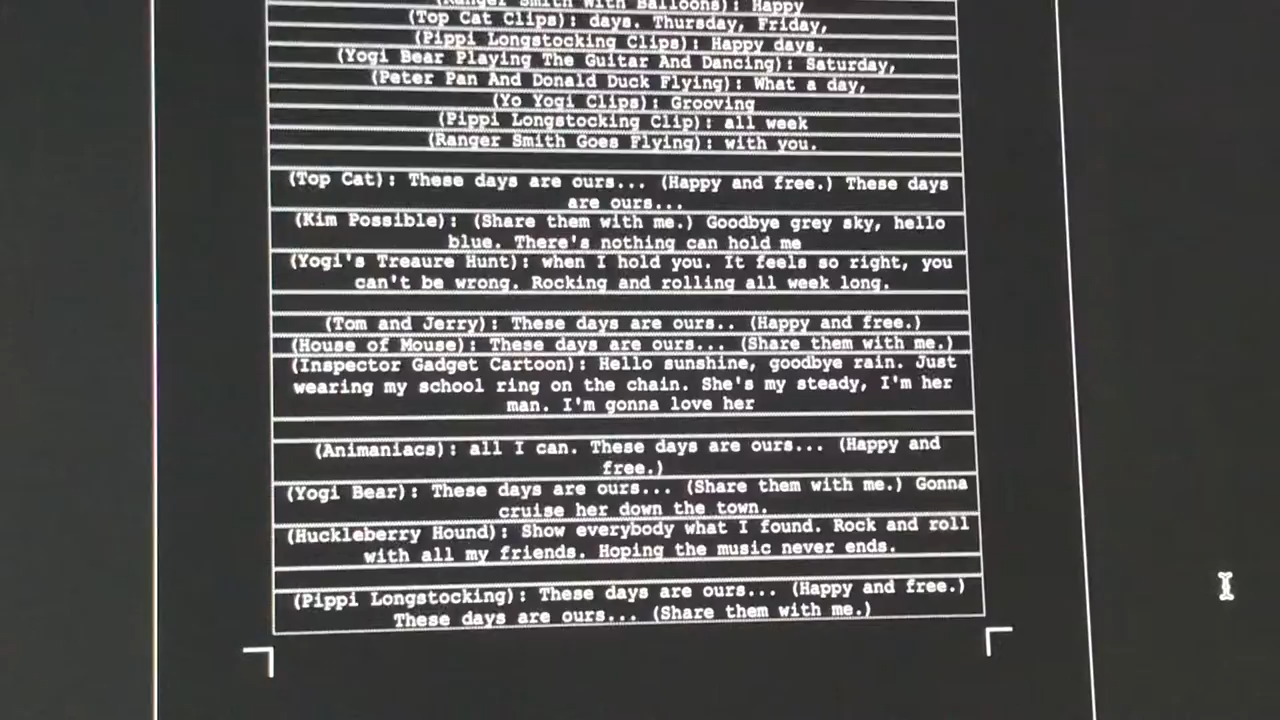 (Ranger Smith With Balloons): Happy
(Top Cat Clips): days. Thursday, Friday,
(Pippi Longstocking Clips): Happy days.
(Yogi Bear Playing The Guitar And Dancing): Saturday,
(Peter Pan And Donald Duck Flying): What a day,
(Yo Yogi Clips): Grooving
(Pippi Longstocking Clip): all week
(Ranger Smith Goes Flying): with you.
(Top Cat): These days are ours... (Happy and free.) These days
are ours...
(Kim Possible): (Share them with me.) Goodbye grey sky, hello
blue. There's nothing can hold me
(Yogi's Treaure Hunt): when I hold you. It feels so right, you
can't be wrong. Rocking and rolling all week long.
(Tom and Jerry): These days are ours.. (Happy and free.)
(House of Mouse): These days are ours... (Share them with me.)
(Inspector Gadget Cartoon): Hello sunshine, goodbye rain. Just
wearing my school ring on the chain. She's my steady, I'm her
man. I'm gonna love her
(Animaniacs): all I can. These days are ours... (Happy and
free.)
(Yogi Bear): These days are ours... (Share them with me.) Gonna
cruise her down the town.
(Huckleberry Hound): Show everybody what I found. Rock and roll
with all my friends. Hoping the music never ends.
(Pippi Longstocking): These days are ours... (Happy and free.)
These days are ours... (Share them with me.)